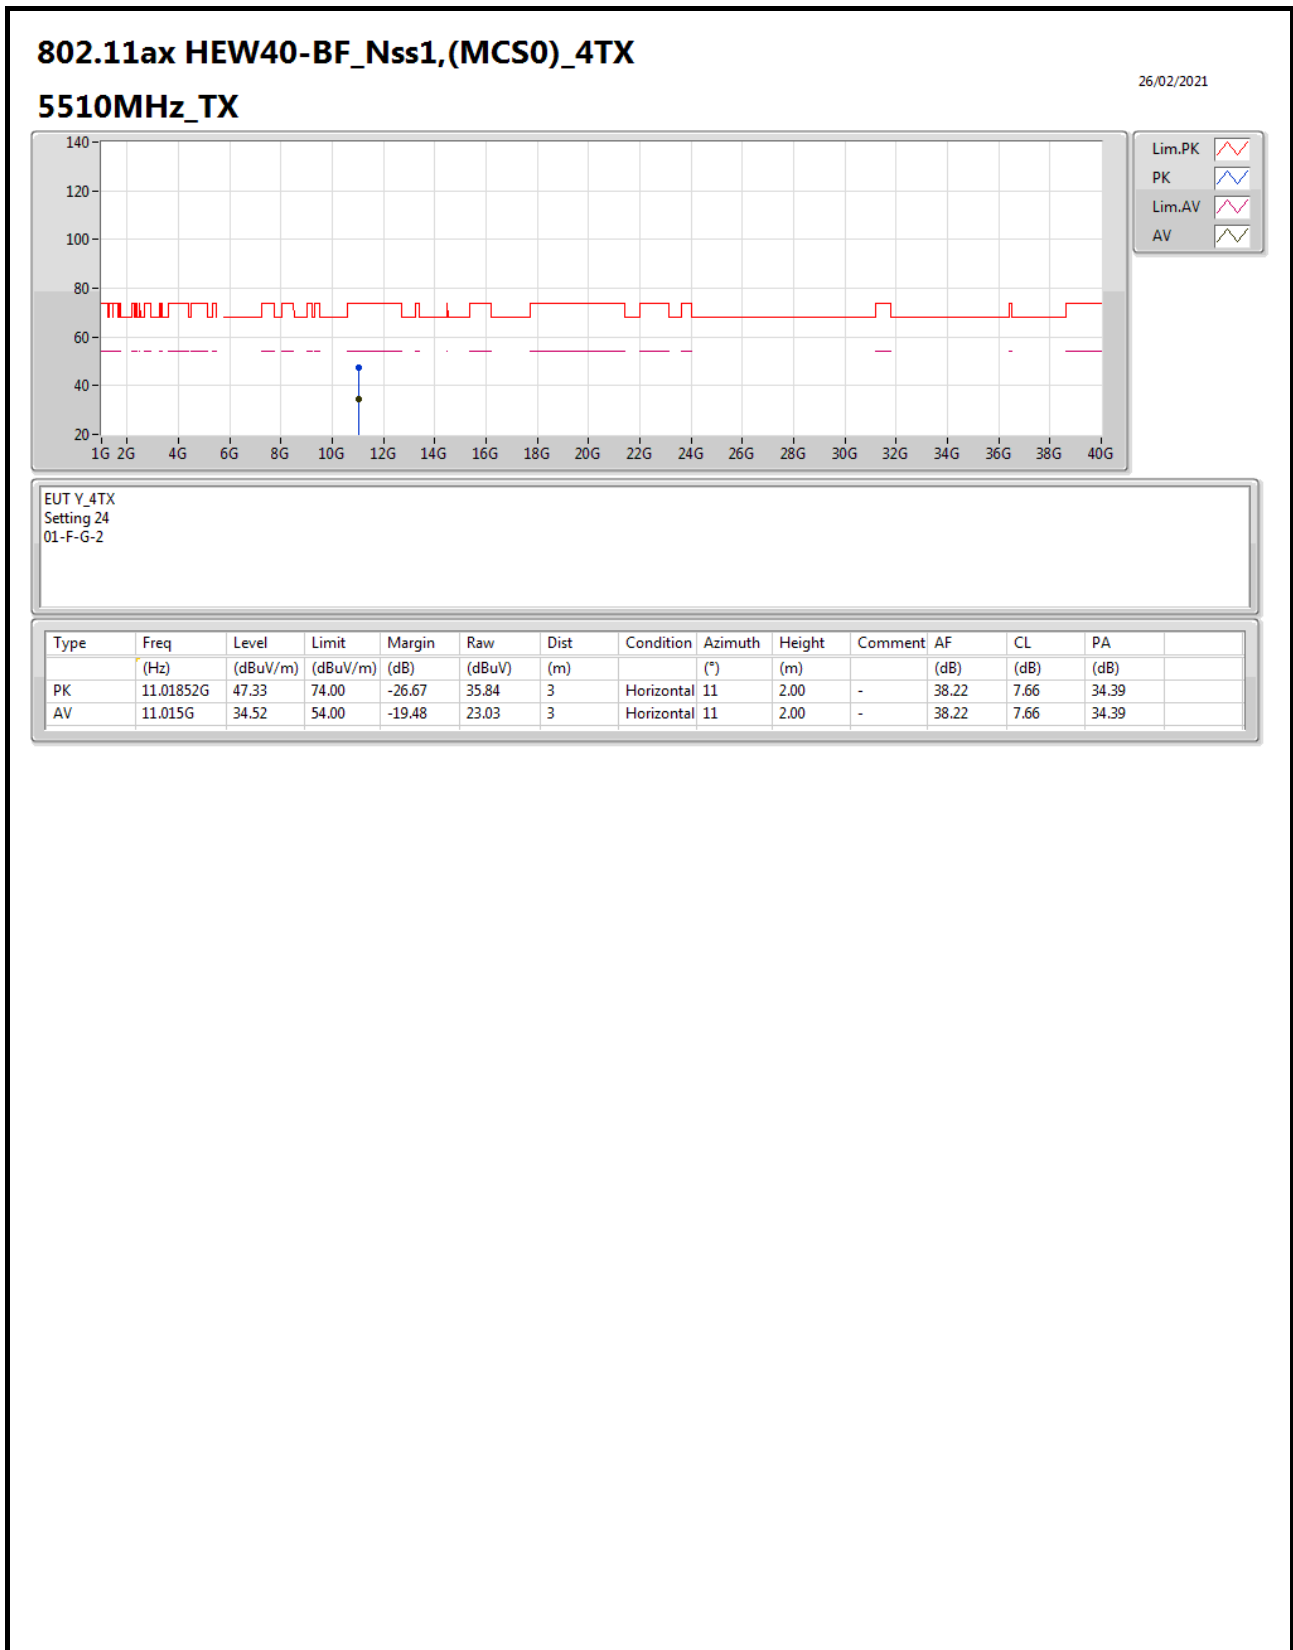 802.11ax HEW40-BF_Nss1,(MCS0)_4TX
26/02/2021
5510MHz_TX
140
120
100
80
60
40
20
1G 2G 4G 6G 8G 10G 12G 14G 16G 18G 20G 22G 24G 26G 28G 30G 32G 34G 36G 38G 40G
Lim.PK
PK
Lim.AV
AV
EUT Y_4TX
Setting 24
01-F-G-2
Type Freq Level Limit Margin Raw Dist Condition Azimuth Height Comment AF CL PA
(Hz) (dBuV/m) (dBuV/m) (dB) (dBuV) (m) (°) (m) (dB) (dB) (dB)
PK 11.01852G 47.33 74.00 -26.67 35.84 3 Horizontal 11 2.00 - 38.22 7.66 34.39
AV 11.015G 34.52 54.00 -19.48 23.03 3 Horizontal 11 2.00 - 38.22 7.66 34.39